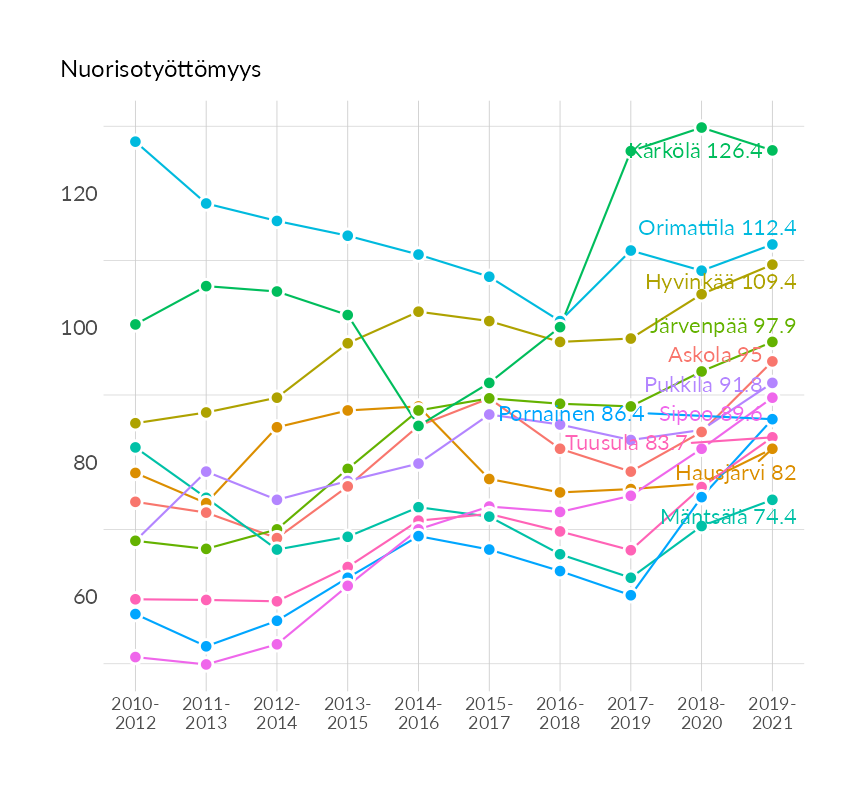 Nuorisotyöttömyys
120
100
80
60
Kärkölä 126.4
Orimattila 112.4
Hyvinkää 109.4
Järvenpää 97.9
Askola 95
Pukkila 91.8
Pornainen 86.4
Sipoo 89.6
Tuusula 83.7
Hausjärvi 82
Mäntsälä 74.4
2010- 2011- 2012- 2013- 2014- 2015- 2016- 2017- 2018- 2019-
2012 2013 2014 2015 2016 2017 2018 2019 2020 2021